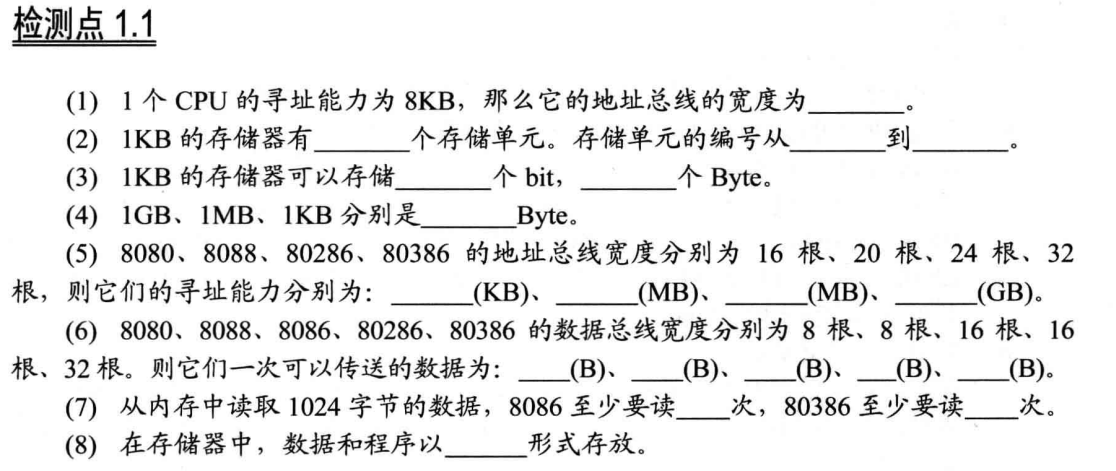 检测点 1.1
(1) 1 个 CPU 的寻址能力为 8KB，那么它的地址总线的宽度为________。
(2) 1KB 的存储器有________个存储单元。存储单元的编号从________到________。
(3) 1KB 的存储器可以存储________个 bit，________个 Byte。
(4) 1GB、1MB、1KB 分别是________Byte。
(5) 8080、8088、80286、80386 的地址总线宽度分别为 16 根、20 根、24 根、32
根，则它们的寻址能力分别为：_______(KB)、_______(MB)、_______(MB)、_______(GB)。
(6) 8080、8088、8086、80286、80386 的数据总线宽度分别为 8 根、8 根、16 根、16
根、32 根。则它们一次可以传送的数据为：____(B)、____(B)、____(B)、___(B)、____(B)。
(7) 从内存中读取 1024 字节的数据，8086 至少要读____次，80386 至少要读____次。
(8) 在存储器中，数据和程序以_______形式存放。